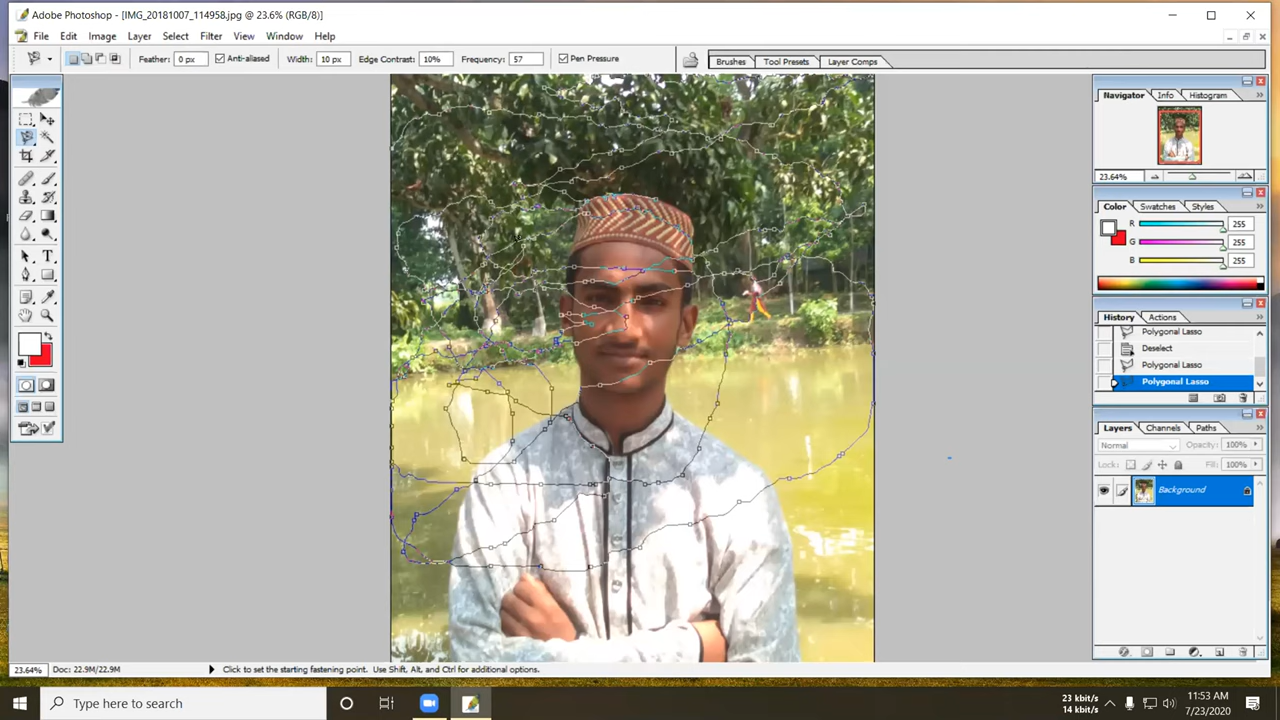 Adobe Photoshop - [IMG_20181007_114958.jpg @ 23.6% (RGB/8)]
File Edit Image Layer Select Filter View Window Help
Feather: 0 px Anti-aliased Width: 10 px Edge Contrast: 10% Frequency: 57 Pen Pressure
Brushes Tool Presets Layer Comps
Navigator Info Histogram
23.64%
Color Swatches Styles
R 255
G 255
B 255
History Actions
Polygonal Lasso
Deselect
Polygonal Lasso
Polygonal Lasso
Layers Channels Paths
Normal Opacity: 100%
Lock: Fill: 100%
Background
23.64% Doc: 22.9M/22.9M Click to set the starting fastening point. Use Shift, Alt, and Ctrl for additional options.
Type here to search
23 kbit/s
14 kbit/s
11:53 AM
7/23/2020